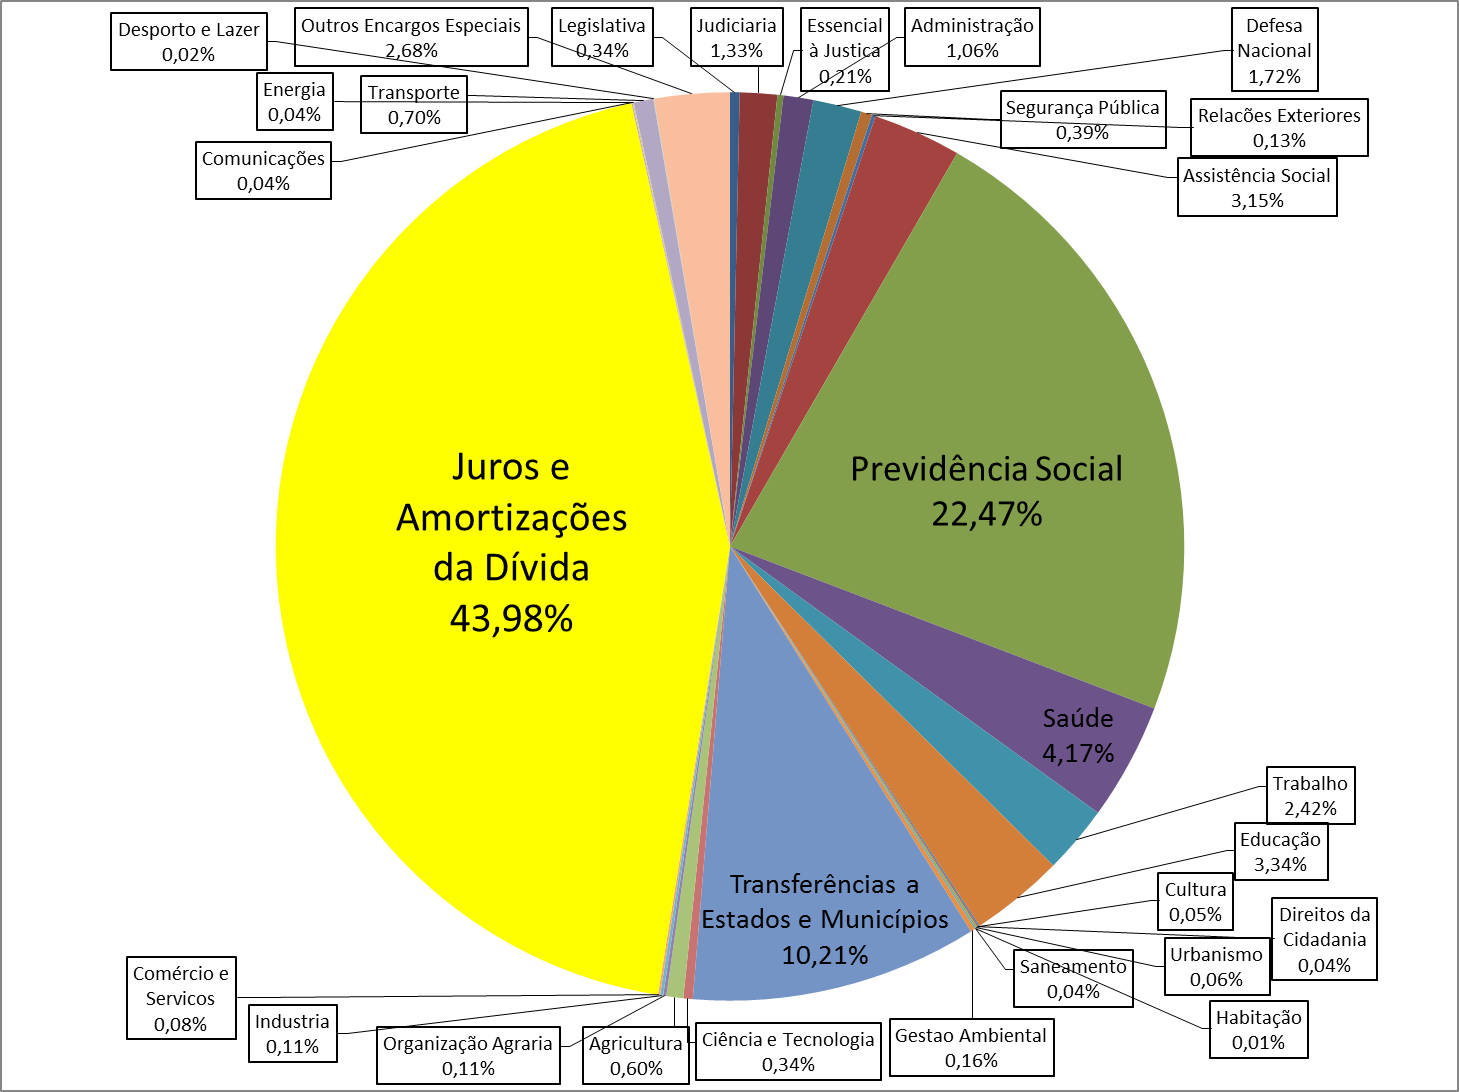 Desporto e Lazer
0,02%
Outros Encargos Especiais
2,68%
Legislativa
0,34%
Judiciaria
1,33%
Essencial
à Justica
0,21%
Administração
1,06%
Defesa
Nacional
1,72%
Energia
0,04%
Transporte
0,70%
Segurança Pública
0,39%
Relacões Exteriores
0,13%
Comunicações
0,04%
Assistência Social
3,15%
Juros e
Amortizações
da Dívida
43,98%
Previdência Social
22,47%
Saúde
4,17%
Trabalho
2,42%
Educação
3,34%
Cultura
0,05%
Direitos da
Cidadania
0,04%
Transferências a
Estados e Municípios
10,21%
Urbanismo
0,06%
Saneamento
0,04%
Habitação
0,01%
Comércio e
Servicos
0,08%
Industria
0,11%
Organização Agraria
0,11%
Agricultura
0,60%
Ciência e Tecnologia
0,34%
Gestao Ambiental
0,16%